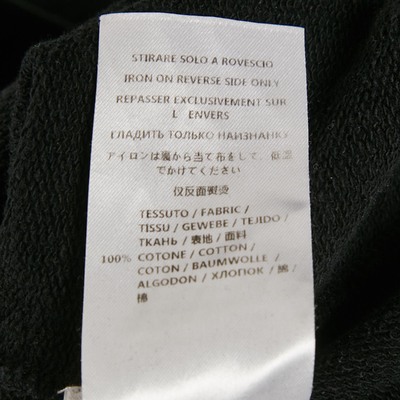 STIRARE SOLO A ROVESCIO
IRON ON REVERSE SIDE ONLY
REPASSER EXCLUSIVEMENT SUR
L ENVERS
ГЛАДИТЬ ТОЛЬКО НАИЗНАНКУ
アイロンは裏から当て布をして、低温
でかけてください
仅反面熨烫
TESSUTO / FABRIC /
TISSU / GEWEBE / TEJIDO /
ТКАНЬ / 表地 / 面料
100% COTONE / COTTON /
COTON / BAUMWOLLE /
ALGODON / ХЛОПОК / 綿 /
棉